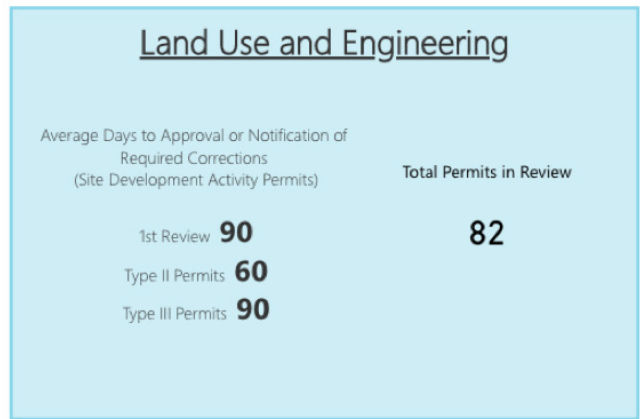 Land Use and Engineering
Average Days to Approval or Notification of
Required Corrections
(Site Development Activity Permits)
1st Review 90
Type II Permits 60
Type III Permits 90
Total Permits in Review
82